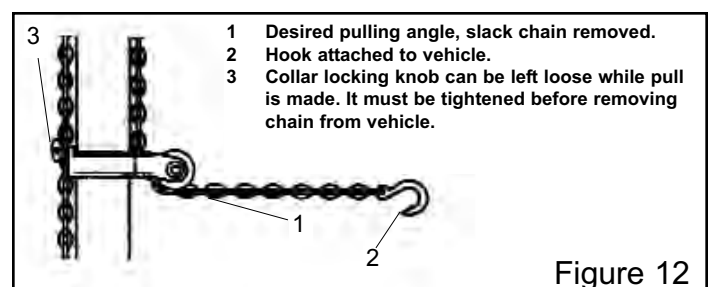 3
1 Desired pulling angle, slack chain removed.
2 Hook attached to vehicle.
3 Collar locking knob can be left loose while pull
is made. It must be tightened before removing
chain from vehicle.
1
2
Figure 12